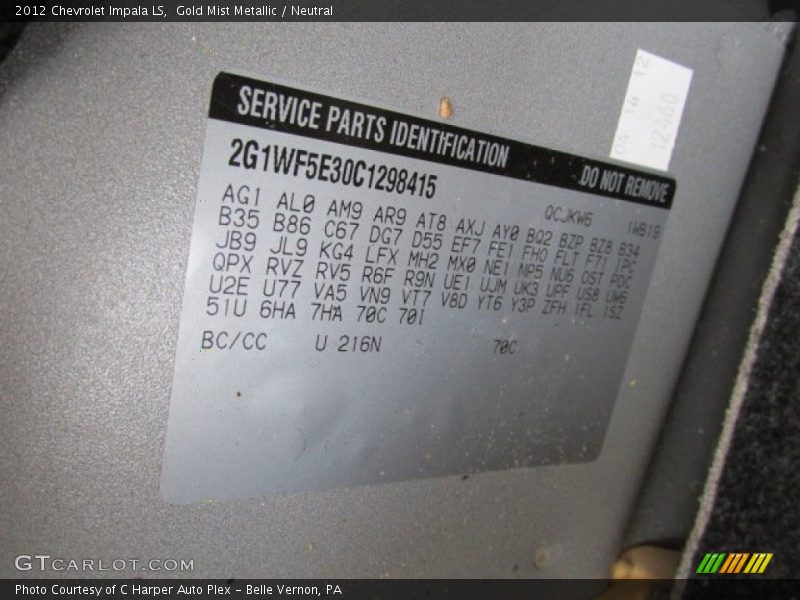 2012 Chevrolet Impala LS, Gold Mist Metallic / Neutral
SERVICE PARTS IDENTIFICATION DO NOT REMOVE
2G1WF5E30C1298415 QCJKW6 1WB19
AG1 AL0 AM9 AR9 AT8 AXJ AY0 BQ2 BZP BZ8 B34
B35 B86 C67 DG7 D55 EF7 FE1 FHO FLT F71 IPC
JB9 JL9 KG4 LFX MH2 MX0 NE1 NP5 NU6 OST PDC
QPX RVZ RV5 R6F R9N UE1 UJM UK3 UPF US8 UW6
U2E U77 VA5 VN9 VT7 V8D YT6 Y3P ZFH 1FL 1SZ
51U 6HA 7HA 70C 70I
BC/CC U 216N 70C
GTCARLOT.COM
Photo Courtesy of C Harper Auto Plex - Belle Vernon, PA